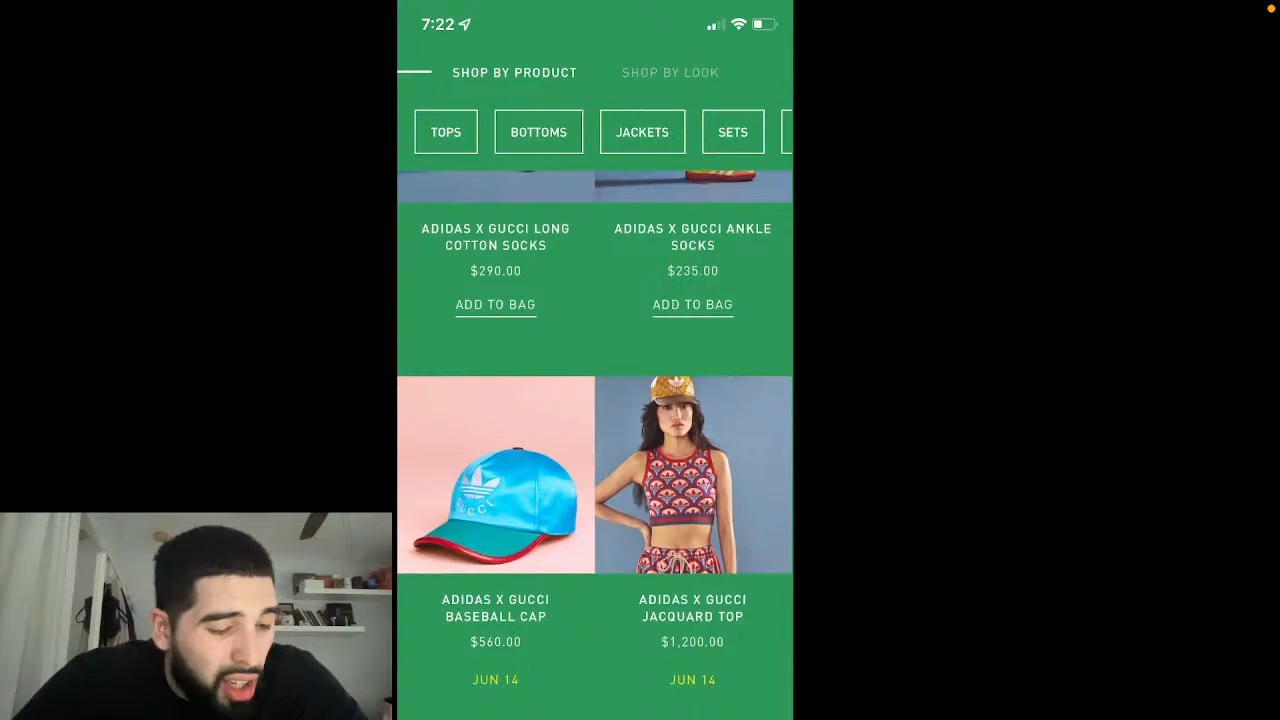 7:22
SHOP BY PRODUCT
SHOP BY LOOK
TOPS
BOTTOMS
JACKETS
SETS
ADIDAS X GUCCI LONG
COTTON SOCKS
$290.00
ADD TO BAG
ADIDAS X GUCCI ANKLE
SOCKS
$235.00
ADD TO BAG
GUCCI
ADIDAS X GUCCI
BASEBALL CAP
$560.00
JUN 14
ADIDAS X GUCCI
JACQUARD TOP
$1,200.00
JUN 14